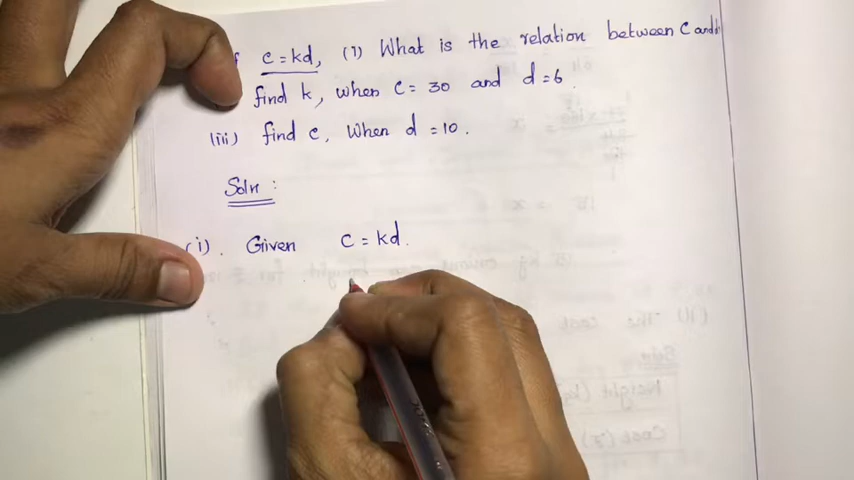 c = kd, (i) What is the relation between C and d
find k, when c = 30 and d = 6.
(iii) find c, When d = 10.
Soln :
(i). Given c = kd.